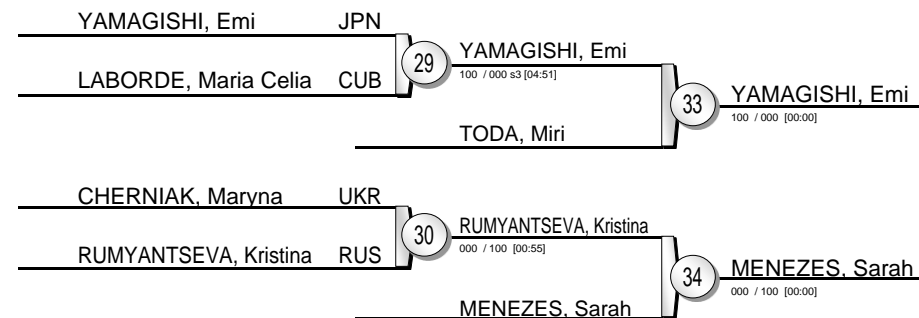 YAMAGISHI, Emi JPN
29
YAMAGISHI, Emi
100 / 000 s3 [04:51]
LABORDE, Maria Celia CUB
33
YAMAGISHI, Emi
100 / 000 [00:00]
TODA, Miri
CHERNIAK, Maryna UKR
30
RUMYANTSEVA, Kristina
000 / 100 [00:55]
RUMYANTSEVA, Kristina RUS
34
MENEZES, Sarah
000 / 100 [00:00]
MENEZES, Sarah